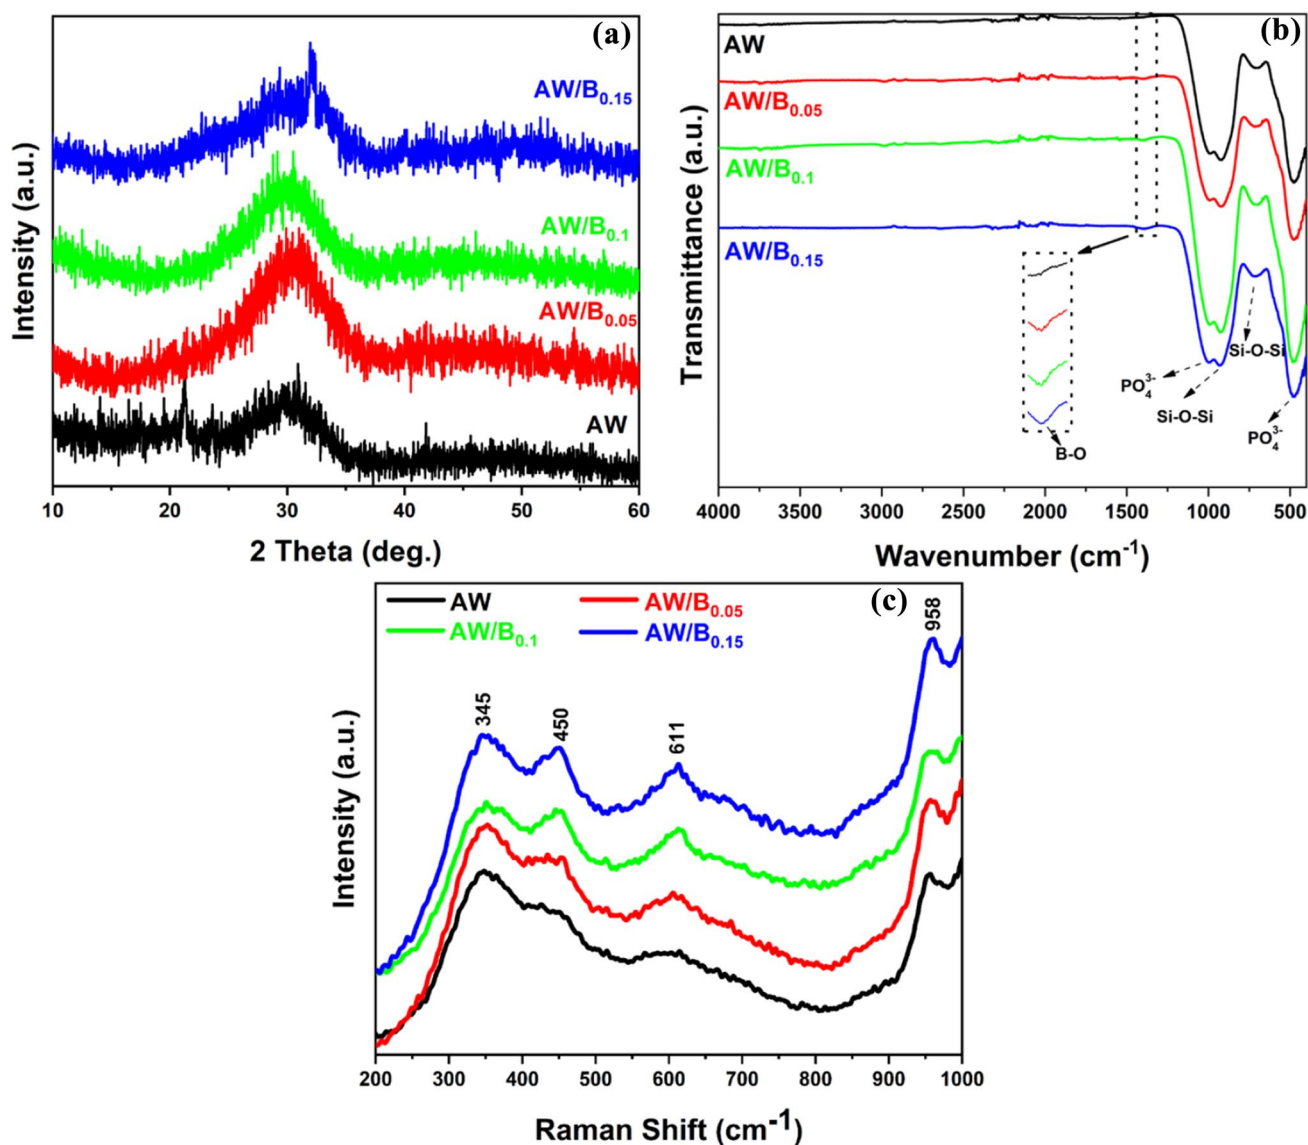 (a)
AW/B0.15
AW/B0.1
AW/B0.05
AW
Intensity (a.u.)
10 20 30 40 50 60
2 Theta (deg.)
(b)
AW
AW/B0.05
AW/B0.1
AW/B0.15
Transmittance (a.u.)
Si-O-Si
PO₄³⁻
Si-O-Si
PO₄³⁻
B-O
4000 3500 3000 2500 2000 1500 1000 500
Wavenumber (cm⁻¹)
(c)
AW AW/B0.05
AW/B0.1 AW/B0.15
958
345
450
611
Intensity (a.u.)
200 300 400 500 600 700 800 900 1000
Raman Shift (cm⁻¹)